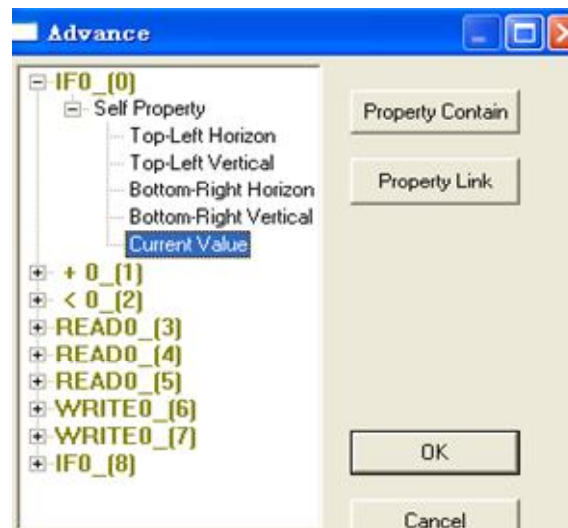 Advance
IF0_(0)
Self Property
Top-Left Horizon
Top-Left Vertical
Bottom-Right Horizon
Bottom-Right Vertical
Current Value
+ 0_(1)
< 0_(2)
READ0_(3)
READ0_(4)
READ0_(5)
WRITE0_(6)
WRITE0_(7)
IF0_(8)
Property Contain
Property Link
OK
Cancel